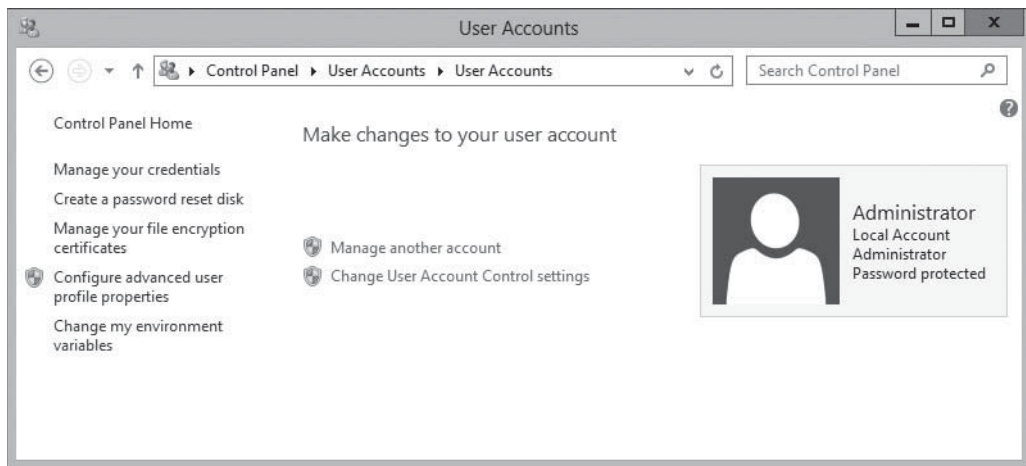 User Accounts
Control Panel User Accounts User Accounts
Search Control Panel
Control Panel Home
Manage your credentials
Create a password reset disk
Manage your file encryption
certificates
Configure advanced user
profile properties
Change my environment
variables
Make changes to your user account
Manage another account
Change User Account Control settings
Administrator
Local Account
Administrator
Password protected